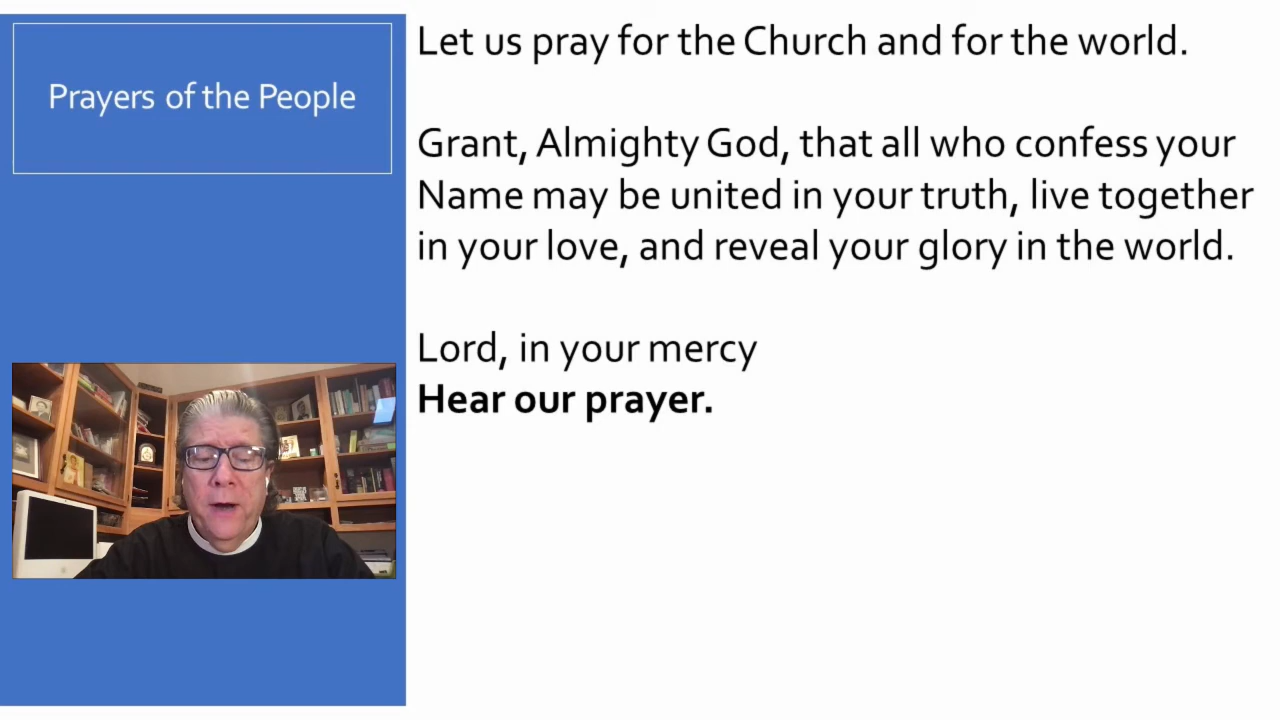 Prayers of the People
Let us pray for the Church and for the world.
Grant, Almighty God, that all who confess your
Name may be united in your truth, live together
in your love, and reveal your glory in the world.
Lord, in your mercy
Hear our prayer.